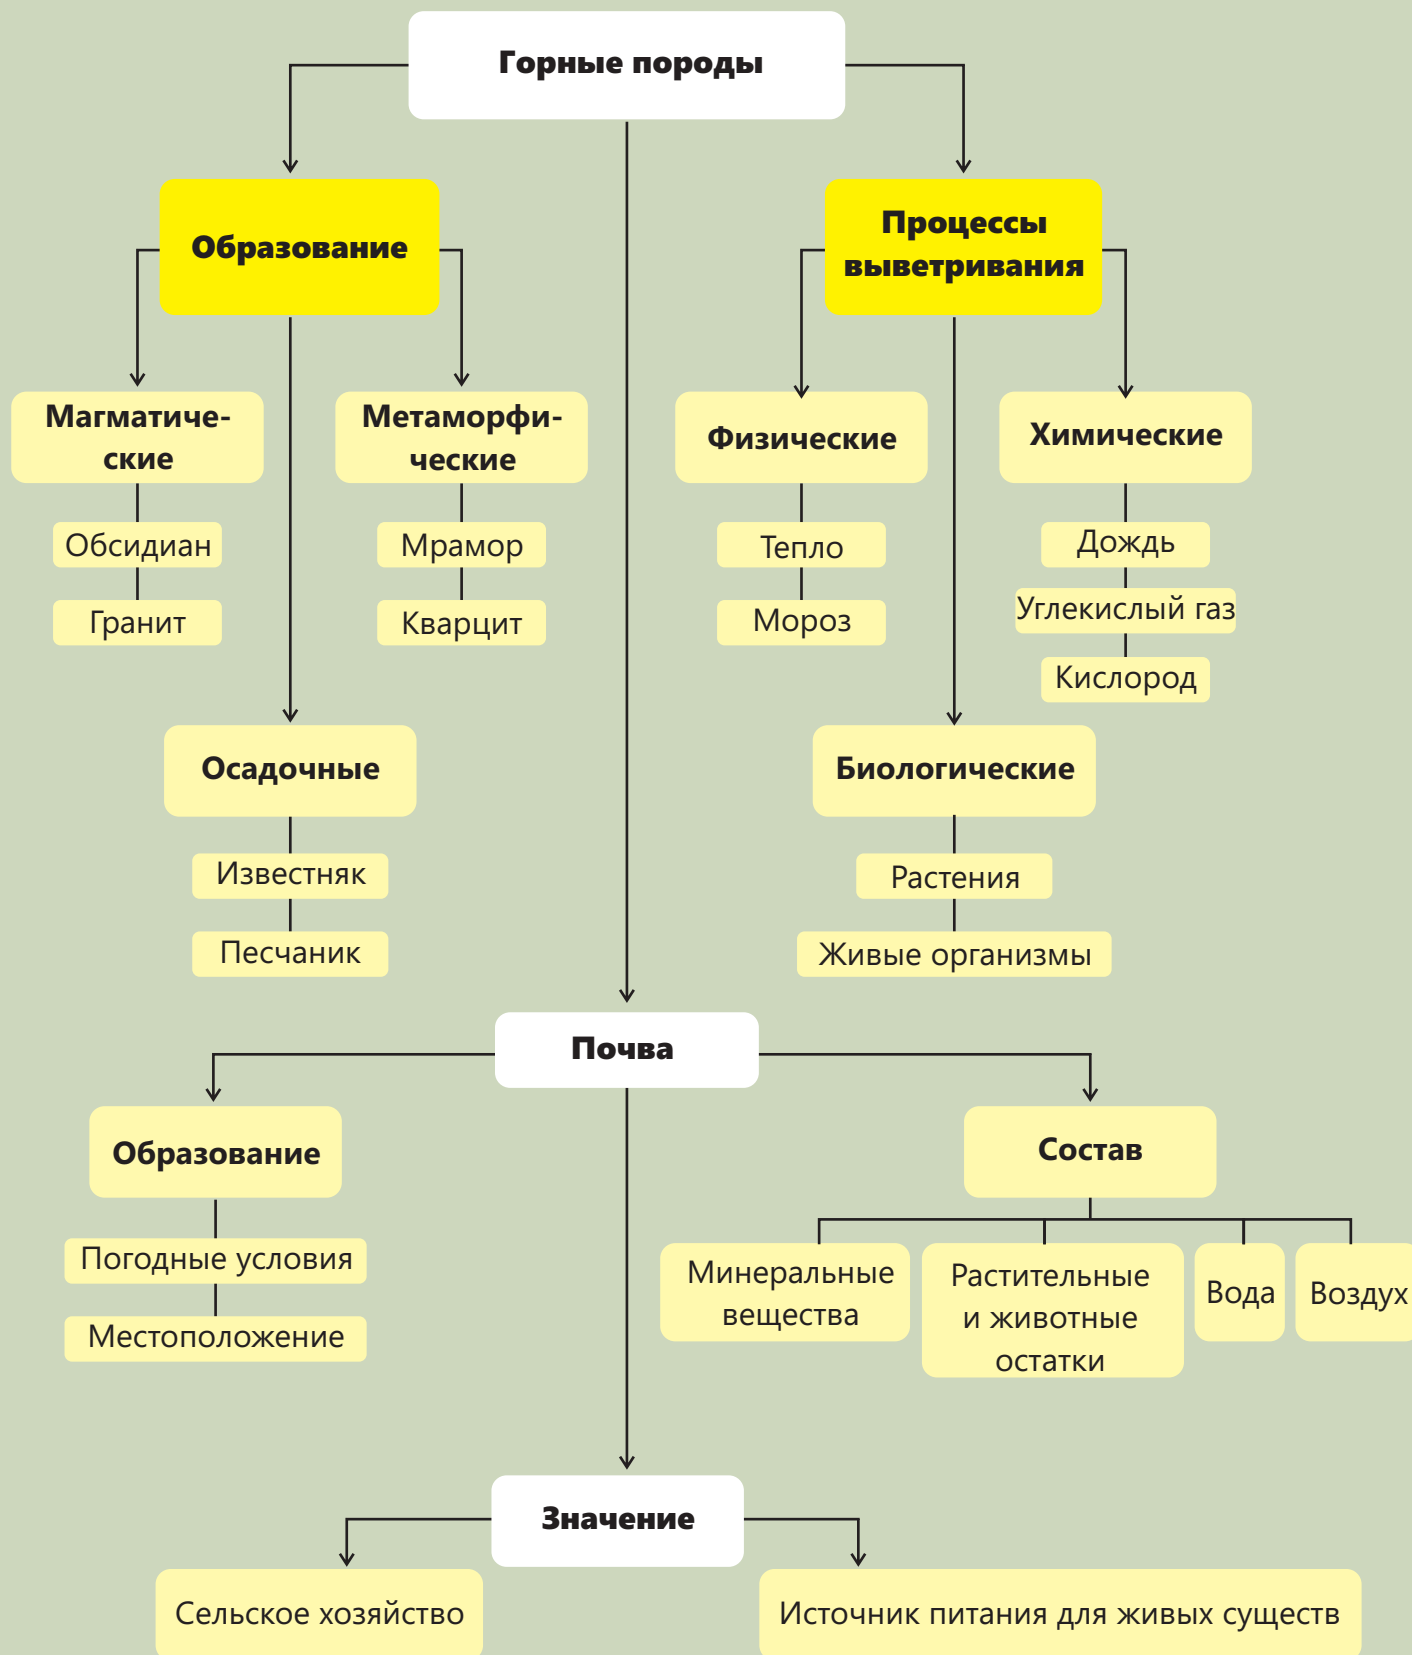 Горные породы
Образование
Процессы
выветривания
Магматиче-
ские
Метаморфи-
ческие
Физические
Химические
Обсидиан
Гранит
Мрамор
Кварцит
Тепло
Мороз
Дождь
Углекислый газ
Кислород
Осадочные
Известняк
Песчаник
Биологические
Растения
Живые организмы
Почва
Образование
Погодные условия
Местоположение
Состав
Минеральные
вещества
Растительные
и животные
остатки
Вода
Воздух
Значение
Сельское хозяйство
Источник питания для живых существ